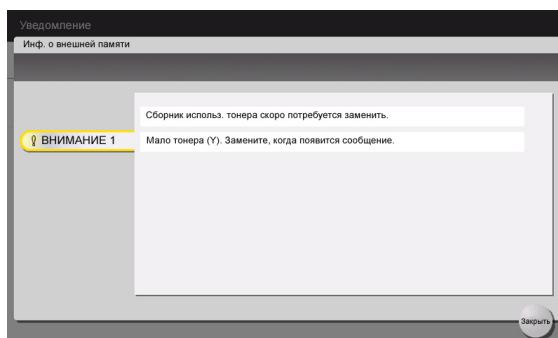 Уведомление
Инф. о внешней памяти
Сборник использ. тонера скоро потребуется заменить.
ВНИМАНИЕ 1
Мало тонера (Y). Замените, когда появится сообщение.
Закрыть